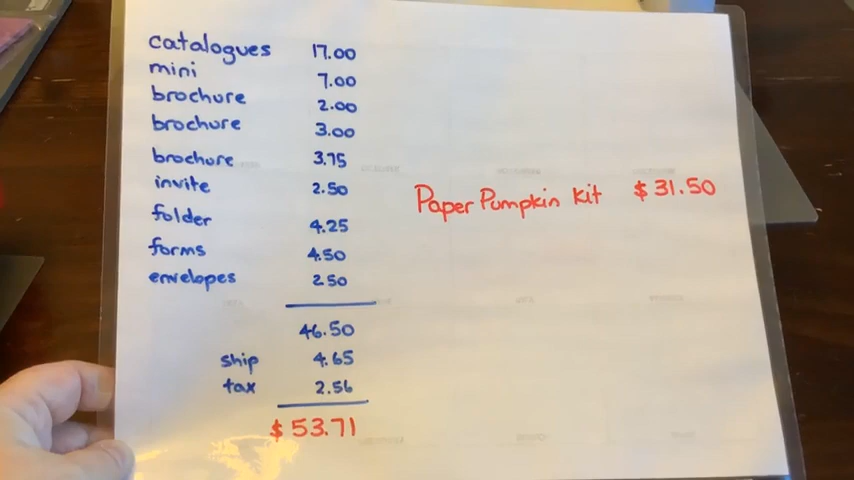 catalogues 17.00
mini 7.00
brochure 2.00
brochure 3.00
brochure 3.75
invite 2.50
folder 4.25
forms 4.50
envelopes 2.50
46.50
ship 4.65
tax 2.56
$53.71
Paper Pumpkin Kit $31.50